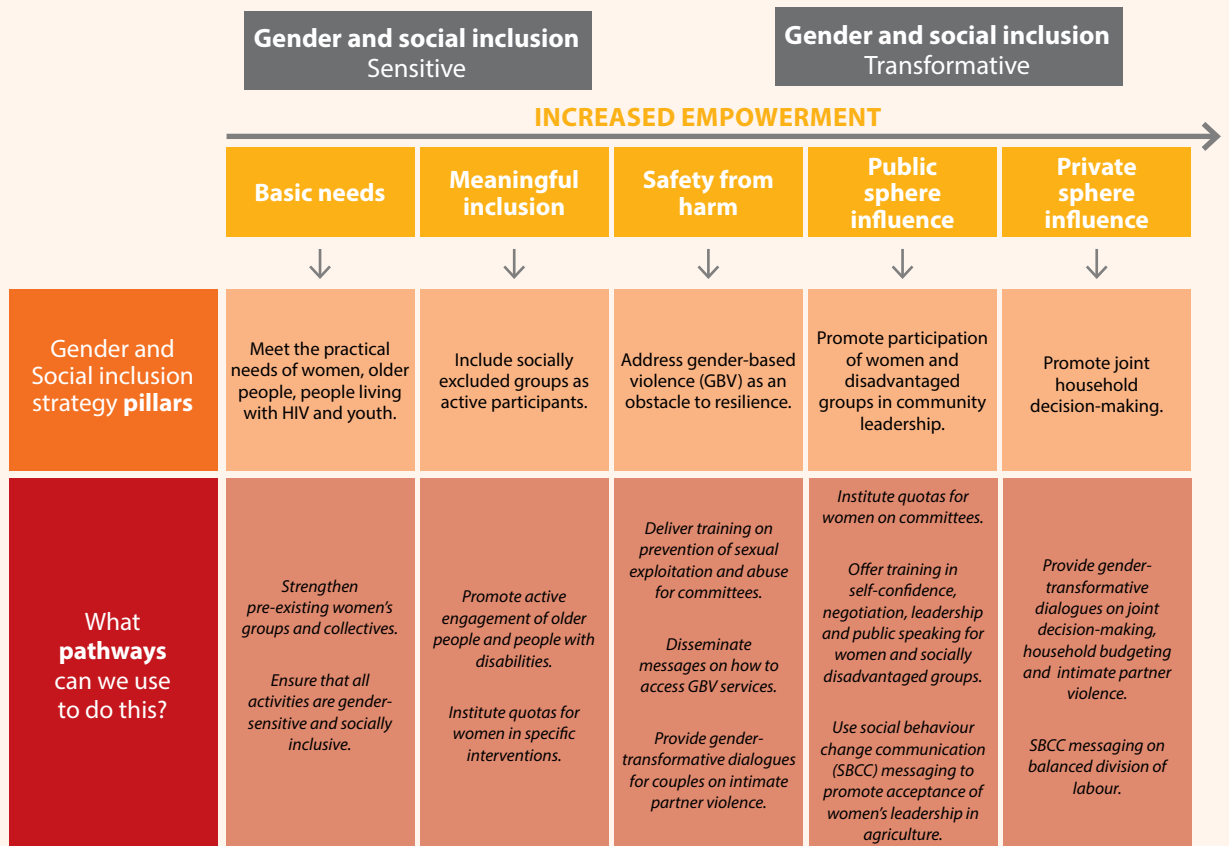 Gender and social inclusion
Sensitive
Gender and social inclusion
Transformative
INCREASED EMPOWERMENT
Basic needs
Meaningful
inclusion
Safety from
harm
Public
sphere
influence
Private
sphere
influence
Gender and
Social inclusion
strategy pillars
Meet the practical
needs of women, older
people, people living
with HIV and youth.
Include socially
excluded groups as
active participants.
Address gender-based
violence (GBV) as an
obstacle to resilience.
Promote participation
of women and
disadvantaged
groups in community
leadership.
Promote joint
household
decision-making.
What
pathways
can we use
to do this?
Strengthen
pre-existing women's
groups and collectives.
Ensure that all
activities are gender-
sensitive and socially
inclusive.
Promote active
engagement of older
people and people with
disabilities.
Institute quotas for
women in specific
interventions.
Deliver training on
prevention of sexual
exploitation and abuse
for committees.
Disseminate
messages on how to
access GBV services.
Provide gender-
transformative dialogues
for couples on intimate
partner violence.
Institute quotas for
women on committees.
Offer training in
self-confidence,
negotiation, leadership
and public speaking for
women and socially
disadvantaged groups.
Use social behaviour
change communication
(SBCC) messaging to
promote acceptance of
women's leadership in
agriculture.
Provide gender-
transformative
dialogues on joint
decision-making,
household budgeting
and intimate partner
violence.
SBCC messaging on
balanced division of
labour.